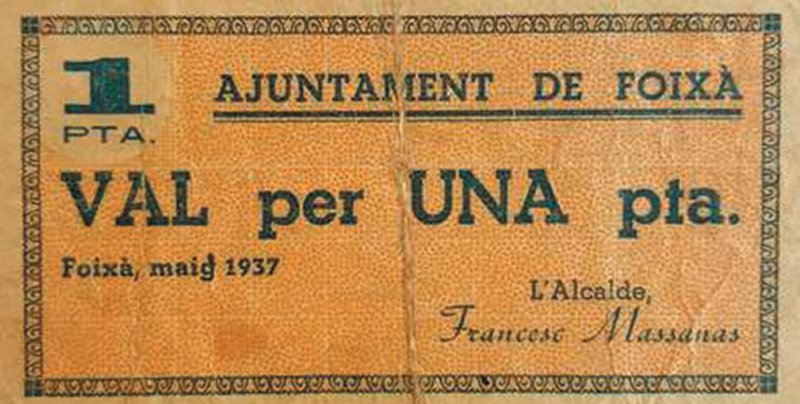 1
PTA.
AJUNTAMENT DE FOIXÀ
VAL per UNA pta.
Foixà, maig 1937
L'Alcalde,
Francesc Massanas